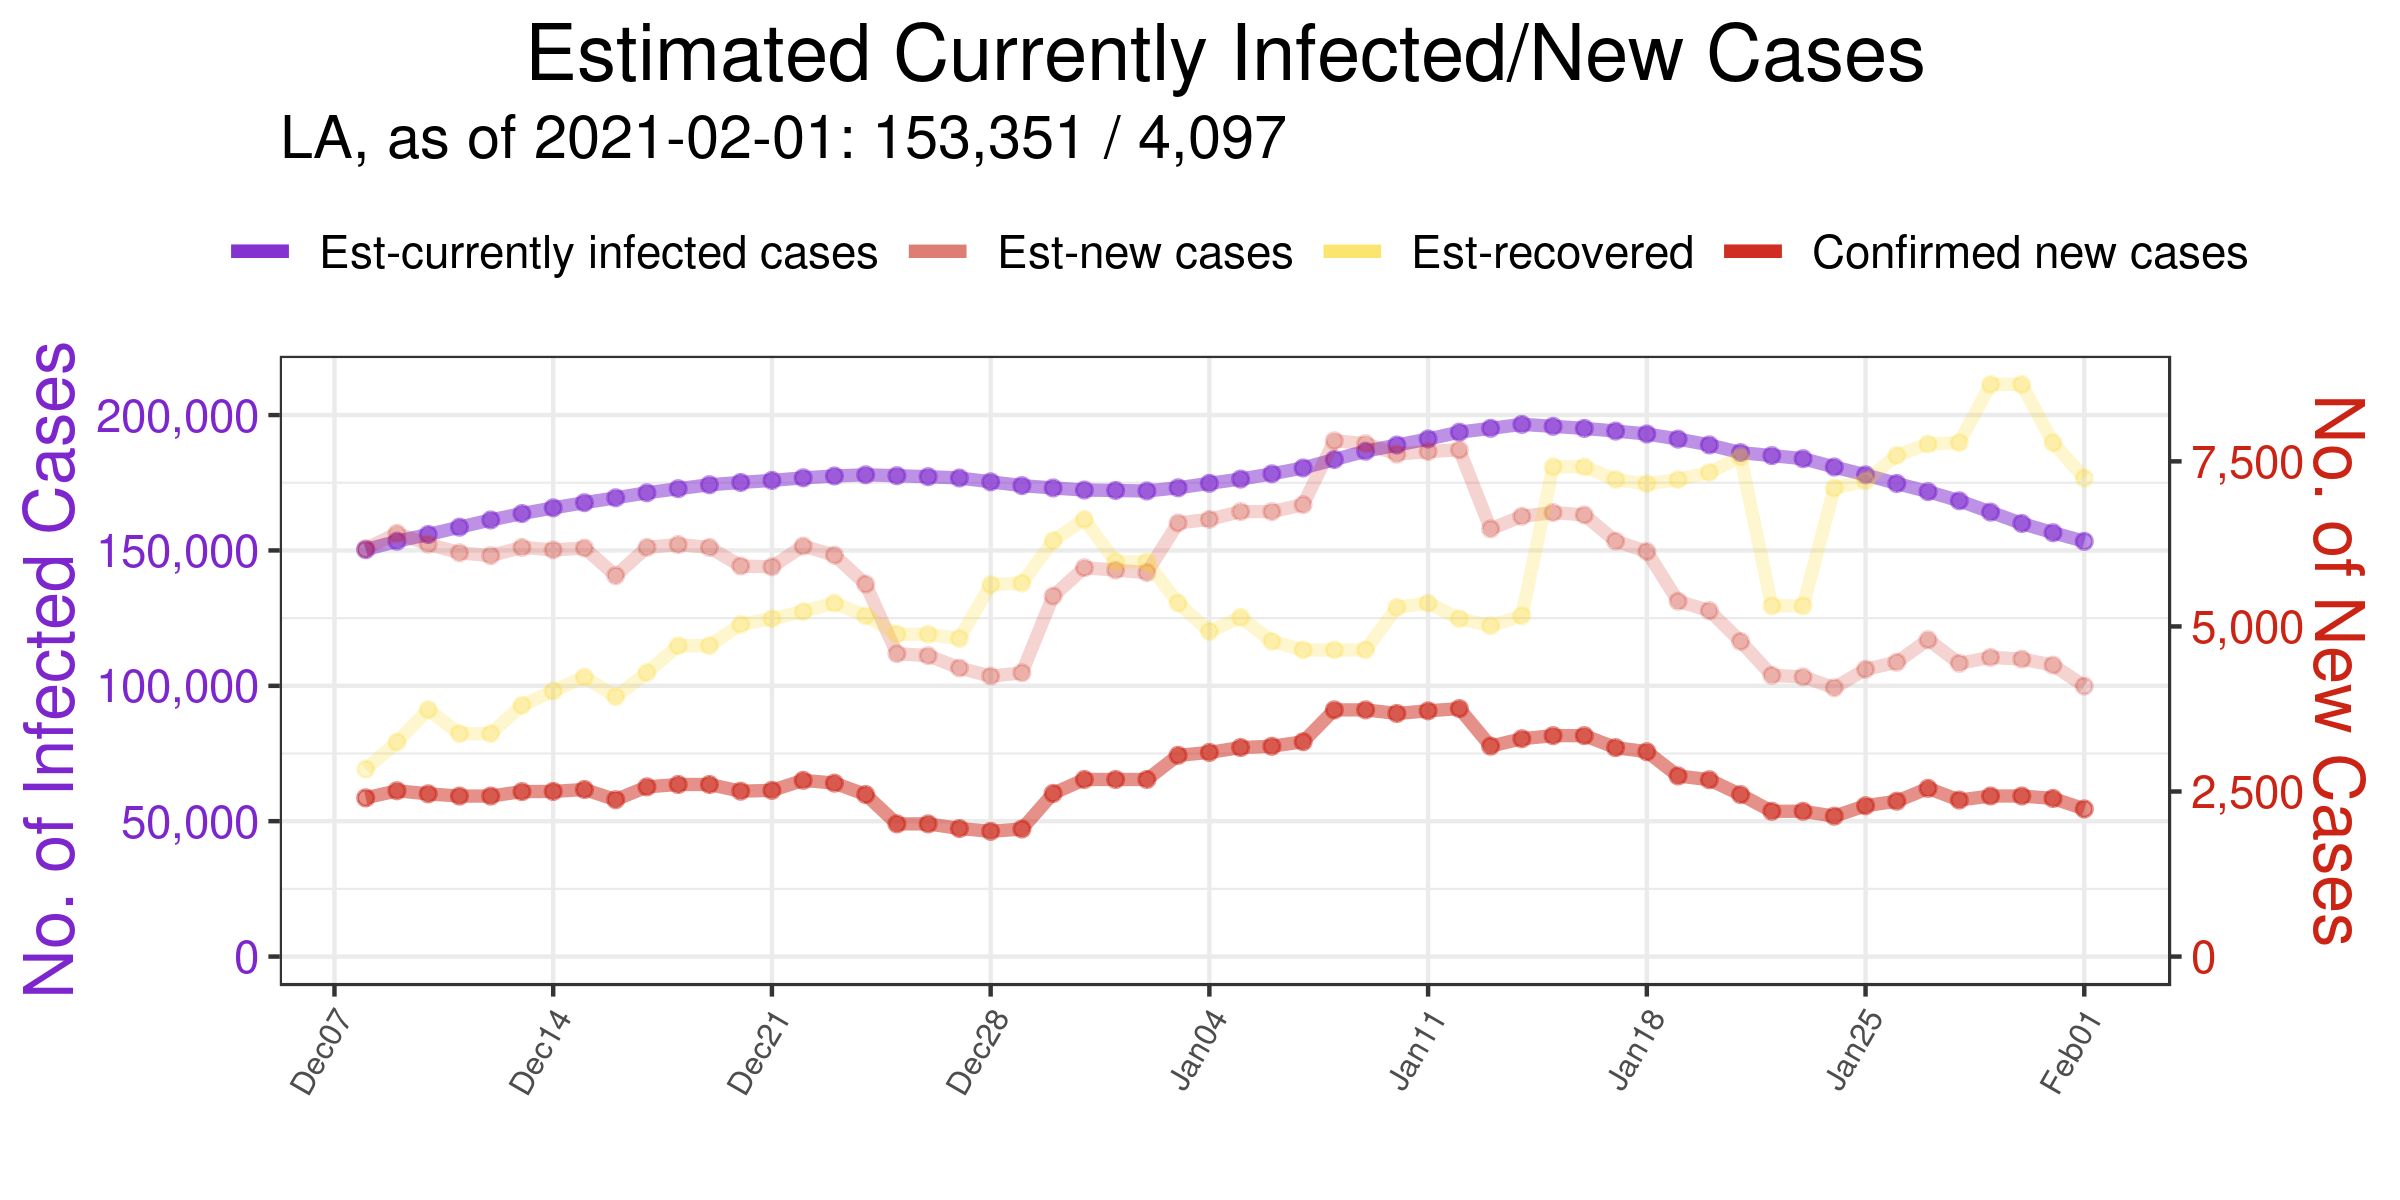 Estimated Currently Infected/New Cases
LA, as of 2021-02-01: 153,351 / 4,097
Est-currently infected cases Est-new cases Est-recovered Confirmed new cases
No. of Infected Cases
200,000
150,000
100,000
50,000
0
7,500
5,000
2,500
0
No. of New Cases
Dec07 Dec14 Dec21 Dec28 Jan04 Jan11 Jan18 Jan25 Feb01